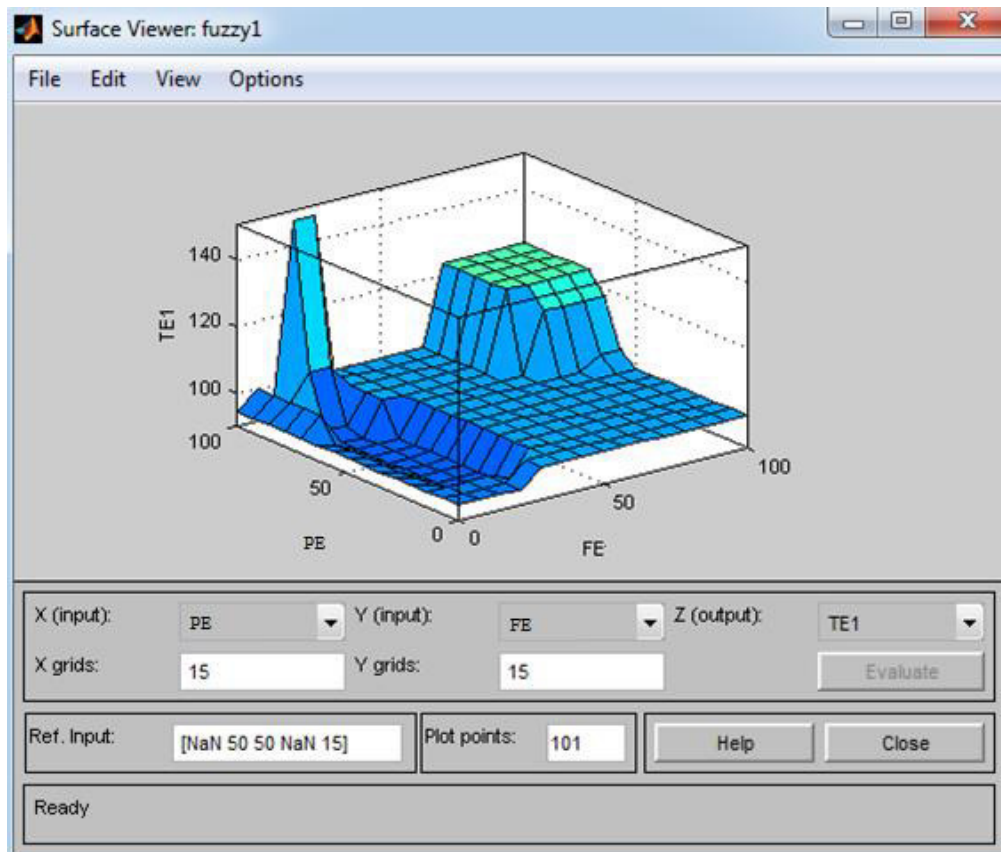 Surface Viewer: fuzzy1
File Edit View Options
140
120
100
TE1
100
50
0
PE
0
50
100
FE
X (input): PE Y (input): FE Z (output): TE1
X grids: 15 Y grids: 15 Evaluate
Ref. Input: [NaN 50 50 NaN 15] Plot points: 101 Help Close
Ready